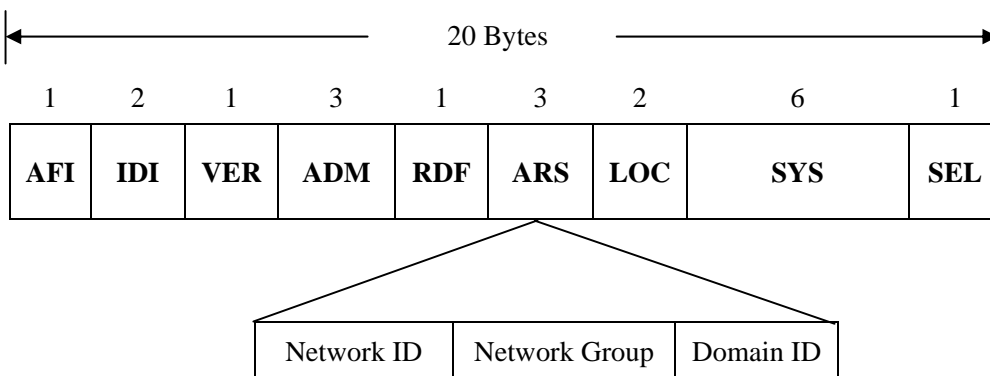 20 Bytes
1 2 1 3 1 3 2 6 1
AFI IDI VER ADM RDF ARS LOC SYS SEL
Network ID Network Group Domain ID